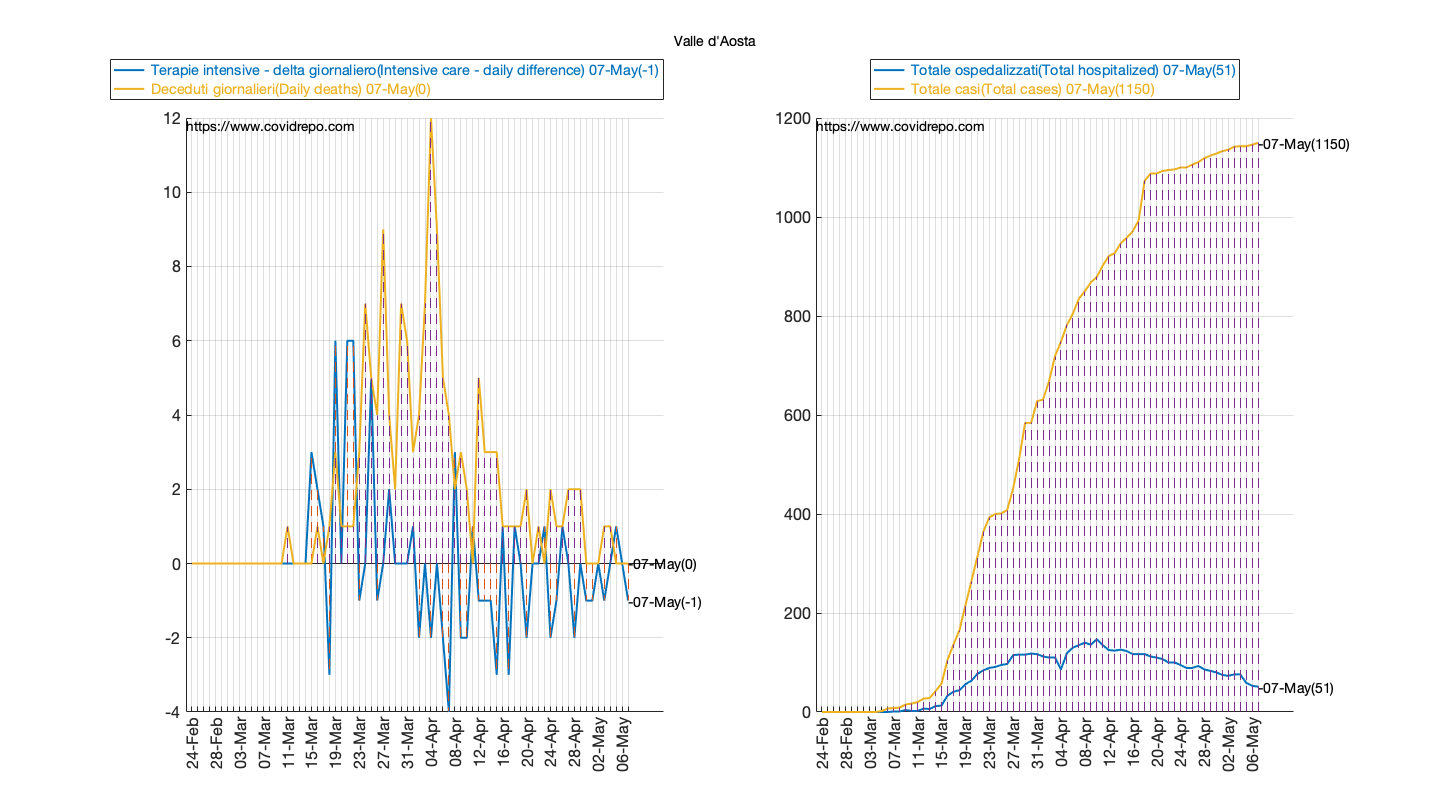 Valle d'Aosta
Terapie intensive - delta giornaliero(Intensive care - daily difference) 07-May(-1)
Deceduti giornalieri(Daily deaths) 07-May(0)
https://www.covidrepo.com
12
10
8
6
4
2
0
-2
-4
-07-May(0)
-07-May(-1)
24-Feb
28-Feb
03-Mar
07-Mar
11-Mar
15-Mar
19-Mar
23-Mar
27-Mar
31-Mar
04-Apr
08-Apr
12-Apr
16-Apr
20-Apr
24-Apr
28-Apr
02-May
06-May
Totale ospedalizzati(Total hospitalized) 07-May(51)
Totale casi(Total cases) 07-May(1150)
https://www.covidrepo.com
1200
1000
800
600
400
200
0
-07-May(1150)
-07-May(51)
24-Feb
28-Feb
03-Mar
07-Mar
11-Mar
15-Mar
19-Mar
23-Mar
27-Mar
31-Mar
04-Apr
08-Apr
12-Apr
16-Apr
20-Apr
24-Apr
28-Apr
02-May
06-May